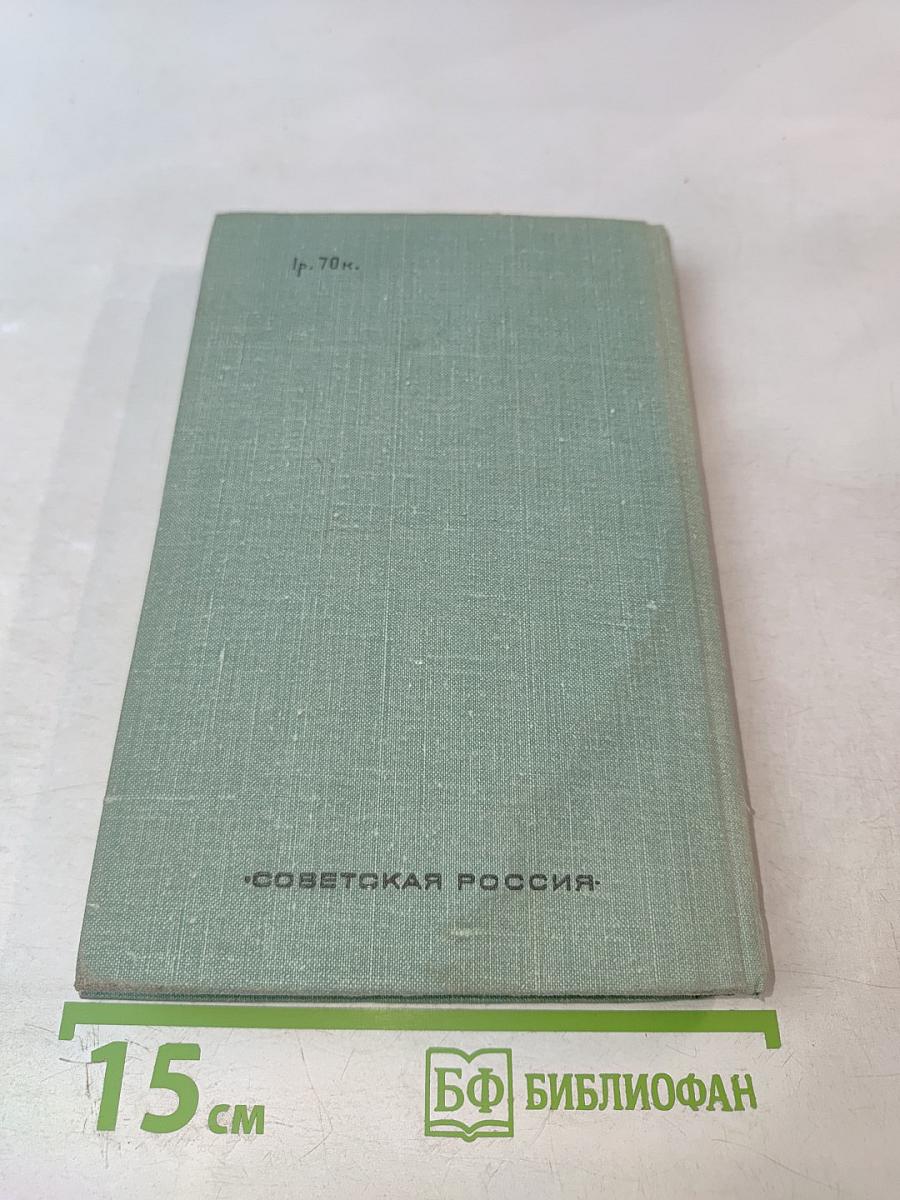 1р. 70к.
•СОВЕТСКАЯ РОССИЯ•
15 см
БФ БИБЛИОФАН